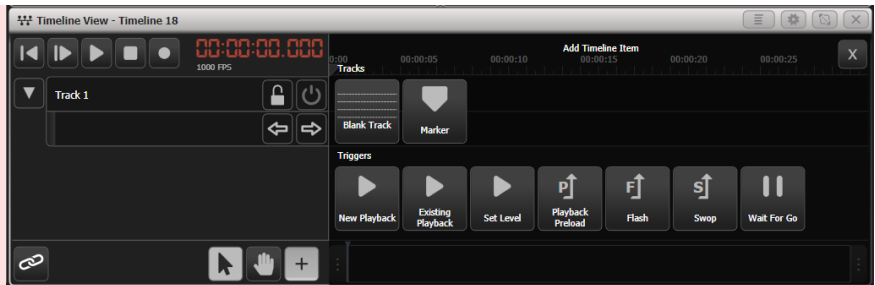 Timeline View - Timeline 18
00:00:00.000
1000 FPS
Add Timeline Item
0:00 00:00:05 00:00:10 00:00:15 00:00:20 00:00:25
X
Tracks
Track 1
Blank Track
Marker
Triggers
P
F
S
New Playback
Existing
Playback
Set Level
Playback
Preload
Flash
Swop
Wait For Go